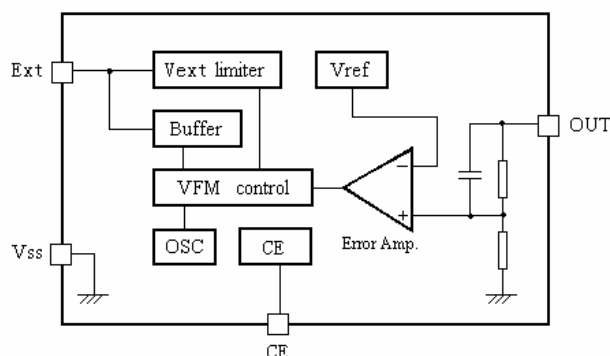 Ext
Vext limiter
Vref
Buffer
OUT
VFM control
−
+
Error Amp.
Vss
OSC
CE
CE